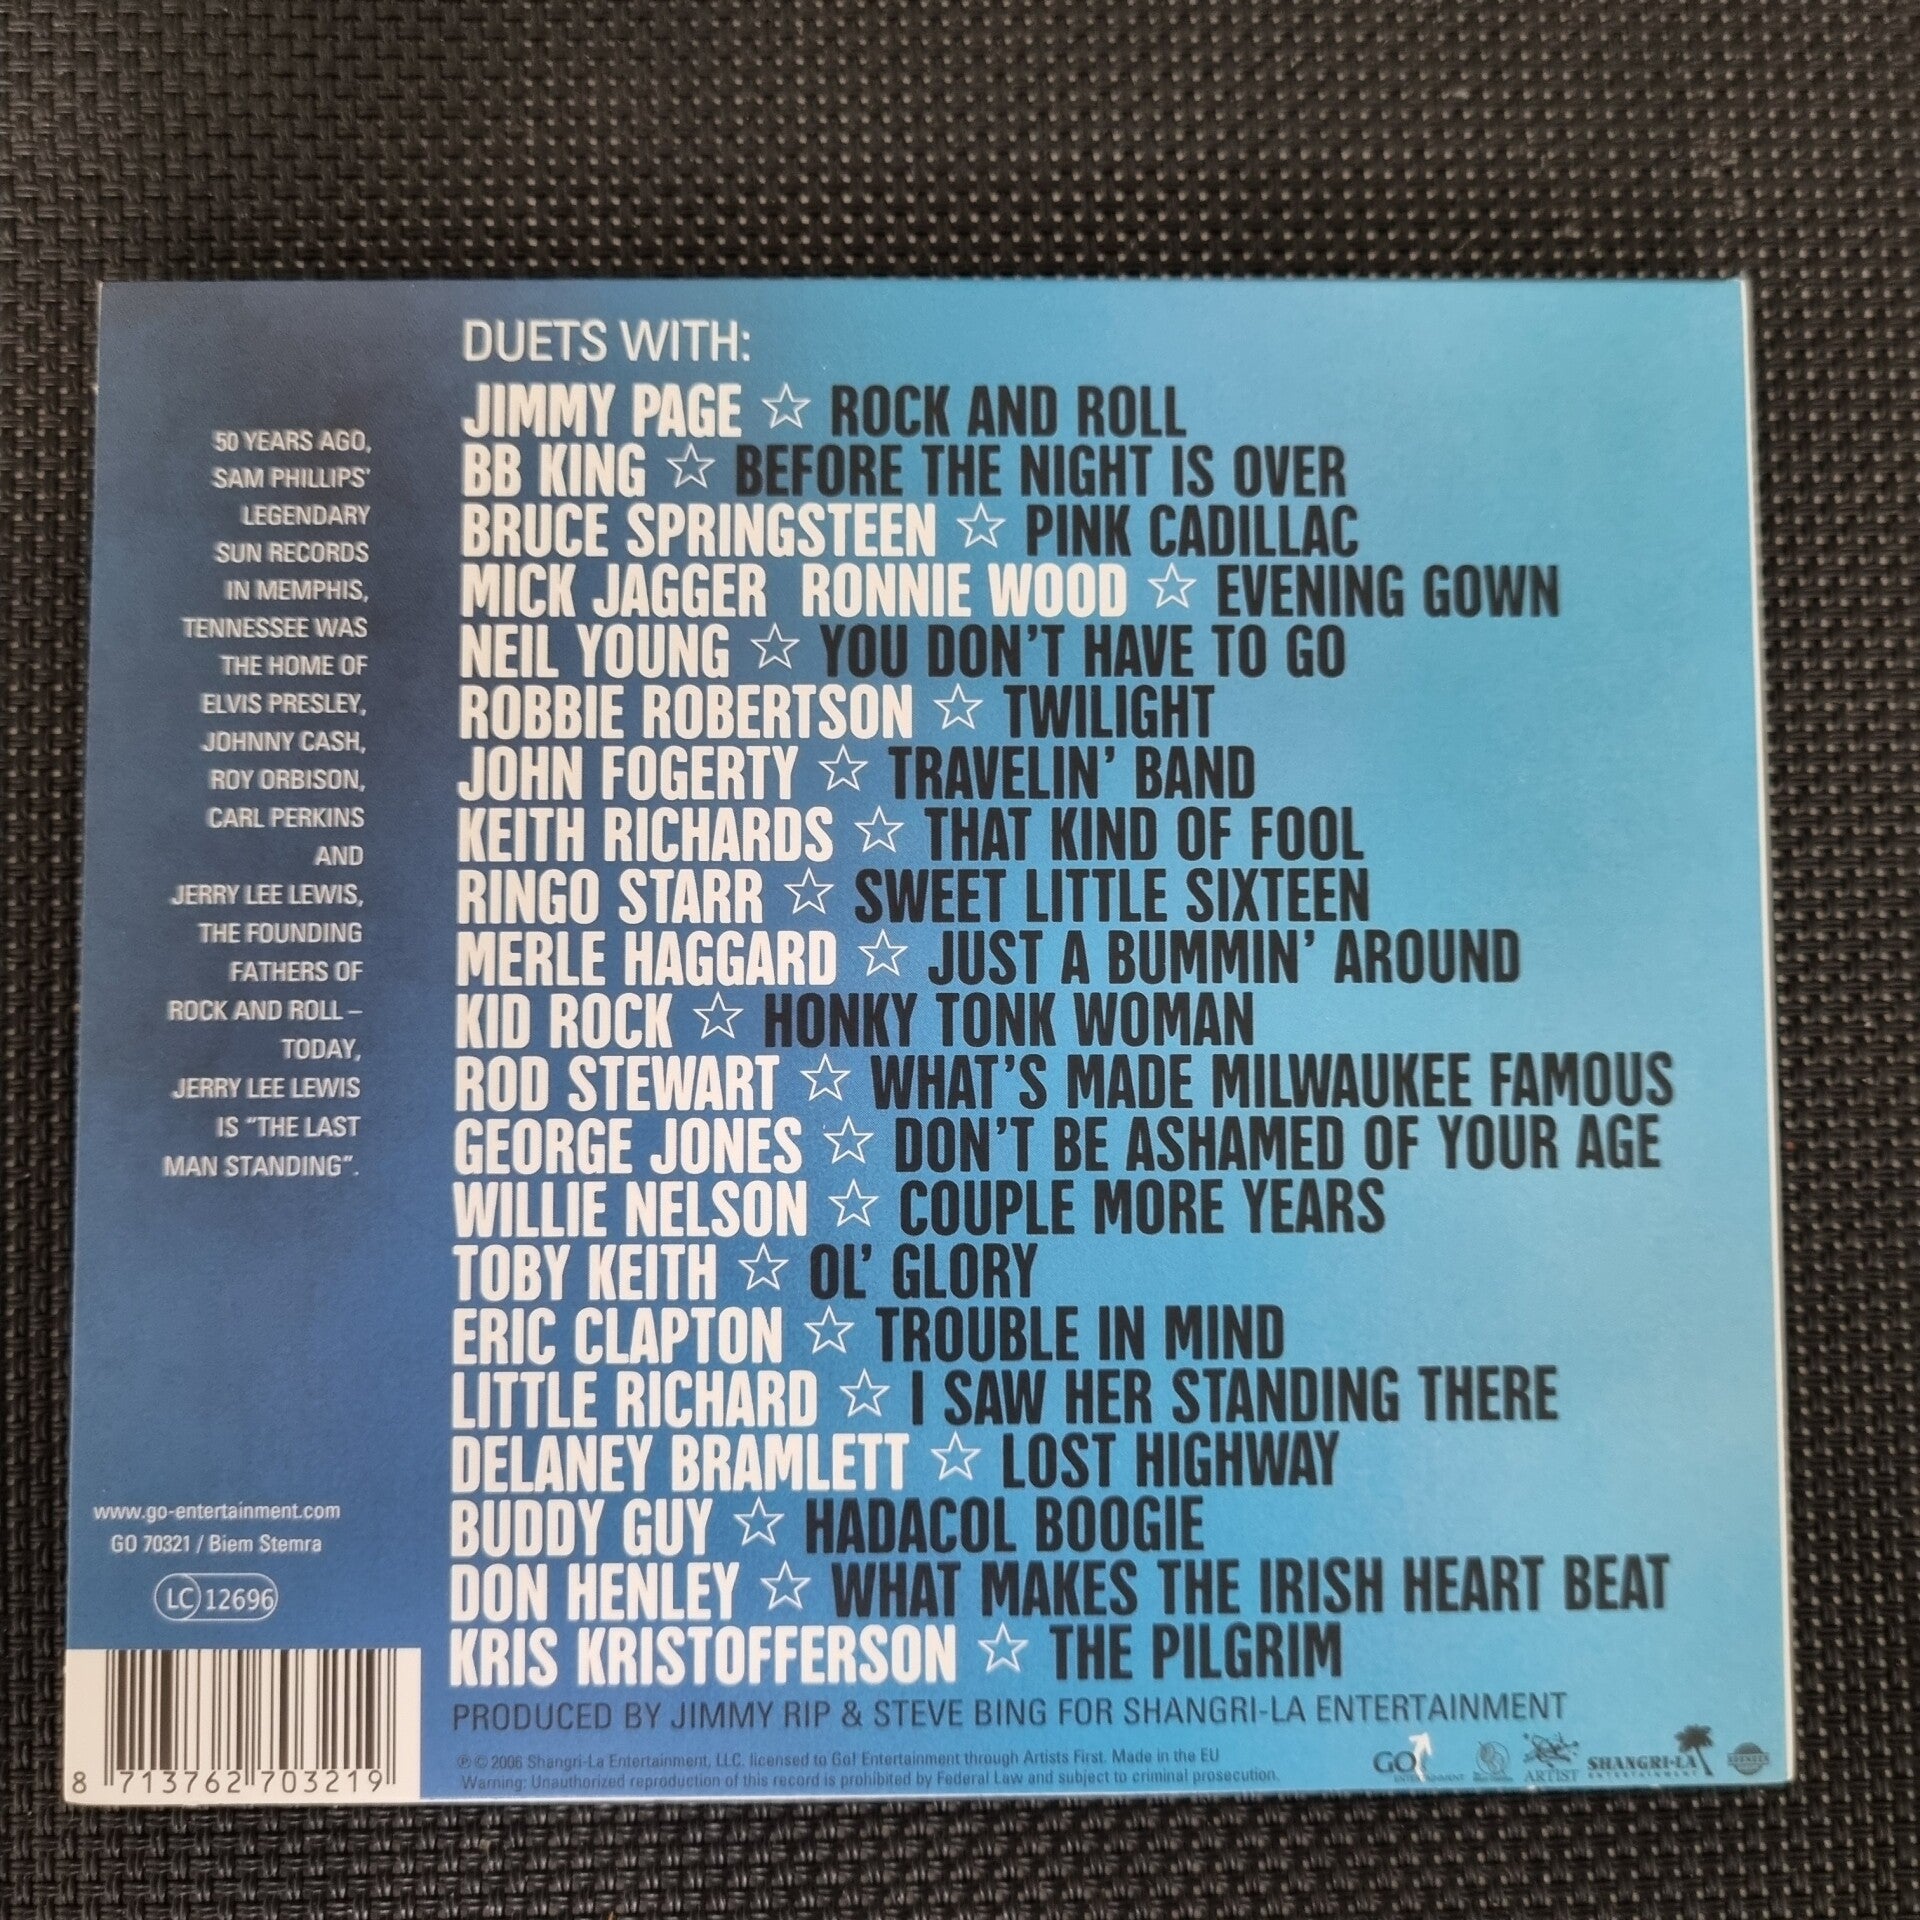 50 YEARS AGO,
SAM PHILLIPS'
LEGENDARY
SUN RECORDS
IN MEMPHIS,
TENNESSEE WAS
THE HOME OF
ELVIS PRESLEY,
JOHNNY CASH,
ROY ORBISON,
CARL PERKINS
AND
JERRY LEE LEWIS,
THE FOUNDING
FATHERS OF
ROCK AND ROLL –
TODAY,
JERRY LEE LEWIS
IS "THE LAST
MAN STANDING".
www.go-entertainment.com
GO 70321 / Biem Stemra
LC 12696
8 713762 703219
DUETS WITH:
JIMMY PAGE ☆ ROCK AND ROLL
BB KING ☆ BEFORE THE NIGHT IS OVER
BRUCE SPRINGSTEEN ☆ PINK CADILLAC
MICK JAGGER RONNIE WOOD ☆ EVENING GOWN
NEIL YOUNG ☆ YOU DON'T HAVE TO GO
ROBBIE ROBERTSON ☆ TWILIGHT
JOHN FOGERTY ☆ TRAVELIN' BAND
KEITH RICHARDS ☆ THAT KIND OF FOOL
RINGO STARR ☆ SWEET LITTLE SIXTEEN
MERLE HAGGARD ☆ JUST A BUMMIN' AROUND
KID ROCK ☆ HONKY TONK WOMAN
ROD STEWART ☆ WHAT'S MADE MILWAUKEE FAMOUS
GEORGE JONES ☆ DON'T BE ASHAMED OF YOUR AGE
WILLIE NELSON ☆ COUPLE MORE YEARS
TOBY KEITH ☆ OL' GLORY
ERIC CLAPTON ☆ TROUBLE IN MIND
LITTLE RICHARD ☆ I SAW HER STANDING THERE
DELANEY BRAMLETT ☆ LOST HIGHWAY
BUDDY GUY ☆ HADACOL BOOGIE
DON HENLEY ☆ WHAT MAKES THE IRISH HEART BEAT
KRIS KRISTOFFERSON ☆ THE PILGRIM
PRODUCED BY JIMMY RIP & STEVE BING FOR SHANGRI-LA ENTERTAINMENT
℗ © 2006 Shangri-La Entertainment, LLC. licensed to Go! Entertainment through Artists First. Made in the EU
Warning: Unauthorized reproduction of this record is prohibited by Federal Law and subject to criminal prosecution.
GO! ENTERTAINMENT
ARTIST
SHANGRI-LA
ENTERTAINMENT